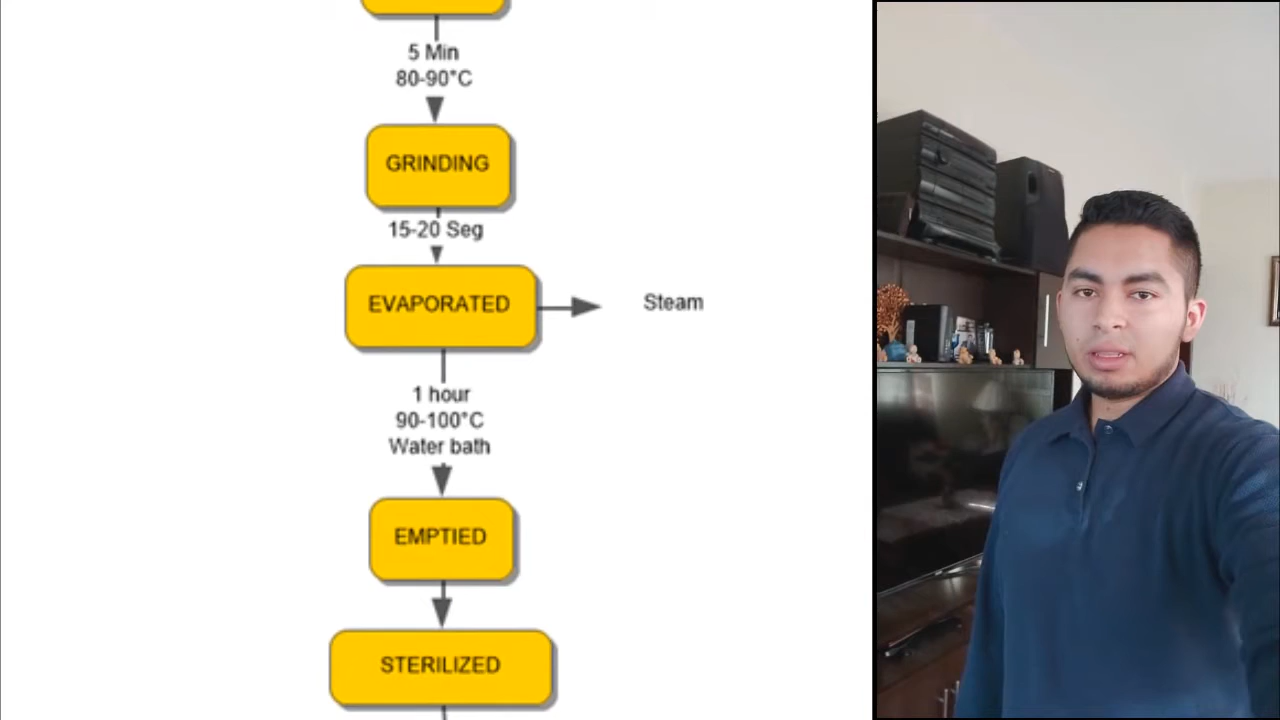 5 Min
80-90°C
GRINDING
15-20 Seg
EVAPORATED
Steam
1 hour
90-100°C
Water bath
EMPTIED
STERILIZED